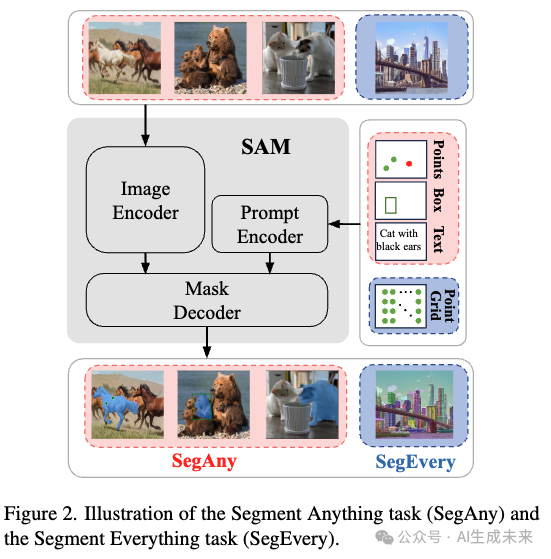 SAM
Image
Encoder
Prompt
Encoder
Mask
Decoder
Points
Box
Text
Cat with
black ears
Point
Grid
SegAny
SegEvery
Figure 2. Illustration of the Segment Anything task (SegAny) and
the Segment Everything task (SegEvery).
公众号 · AI生成未来